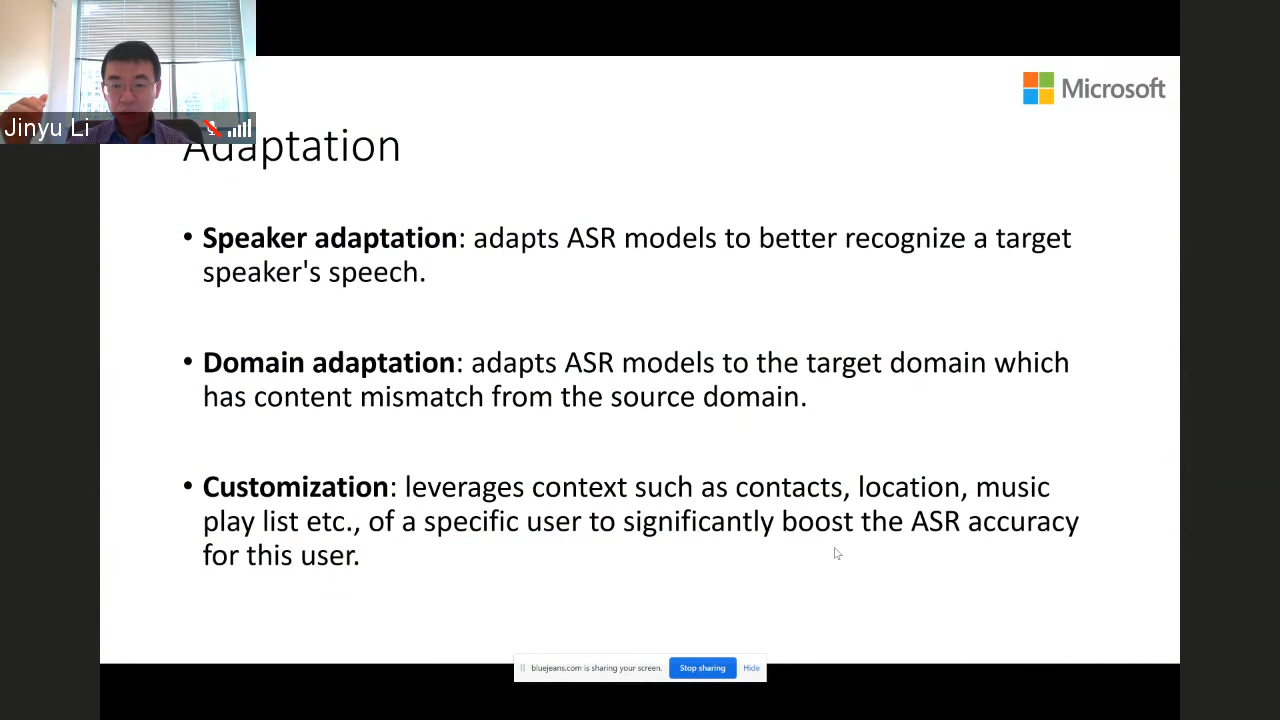 Microsoft
Jinyu Li
Adaptation
• Speaker adaptation: adapts ASR models to better recognize a target
speaker's speech.
• Domain adaptation: adapts ASR models to the target domain which
has content mismatch from the source domain.
• Customization: leverages context such as contacts, location, music
play list etc., of a specific user to significantly boost the ASR accuracy
for this user.
bluejeans.com is sharing your screen. Stop sharing Hide